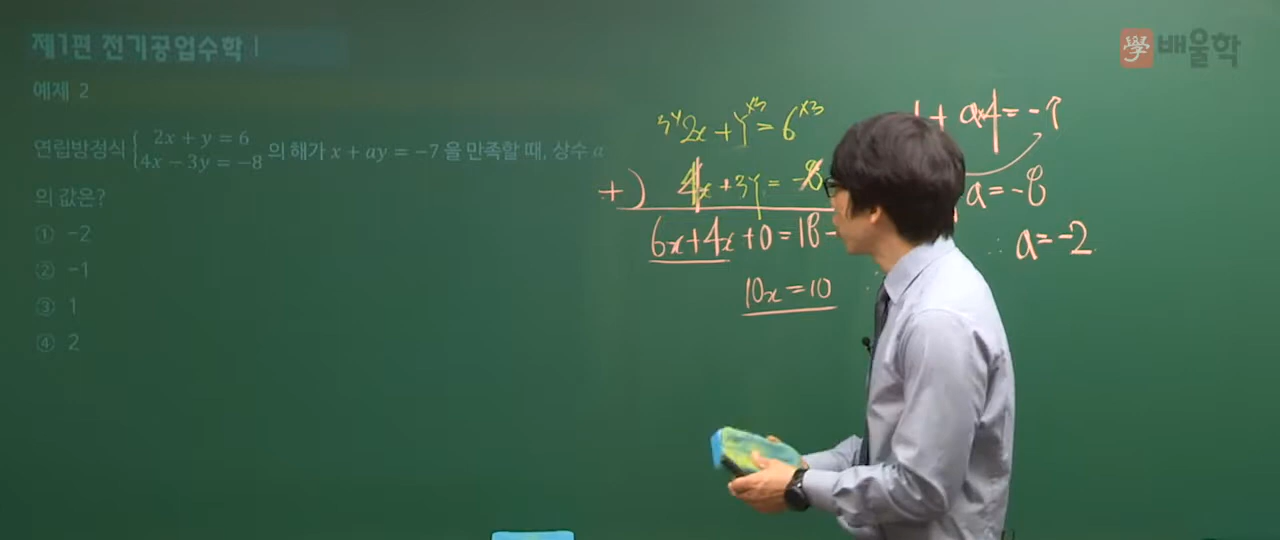 제1편 전기공업수학 I
學 배울학
예제 2
연립방정식 { 2x + y = 6
4x − 3y = −8 의 해가 x + ay = −7 을 만족할 때, 상수 a
의 값은?
① −2
② −1
③ 1
④ 2
2x + y ×3 = 6 ×3
+) 4x + 3y = -8
6x+4x+0=18-
10x=10
+ a×4=-7
a=-8
∴ a=-2